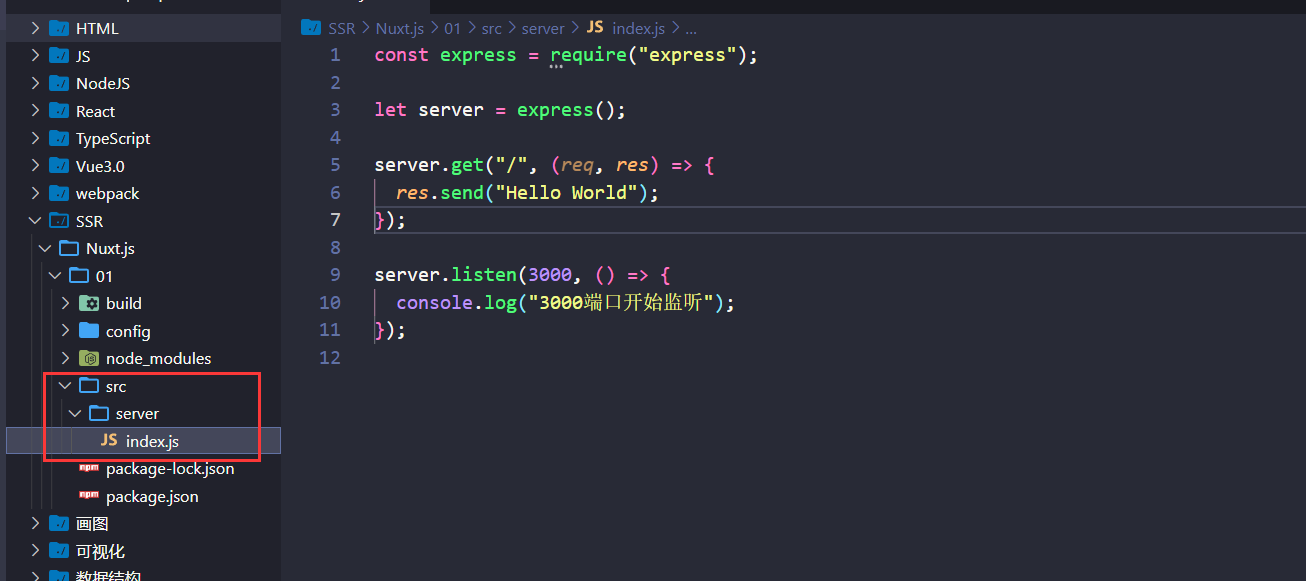 HTML
JS
NodeJS
React
TypeScript
Vue3.0
webpack
SSR
Nuxt.js
01
build
config
node_modules
src
server
JS index.js
npm package-lock.json
npm package.json
画图
可视化
数据结构
SSR > Nuxt.js > 01 > src > server > JS index.js > ...
1 const express = require("express");
2
3 let server = express();
4
5 server.get("/", (req, res) => {
6 res.send("Hello World");
7 });
8
9 server.listen(3000, () => {
10 console.log("3000端口开始监听");
11 });
12